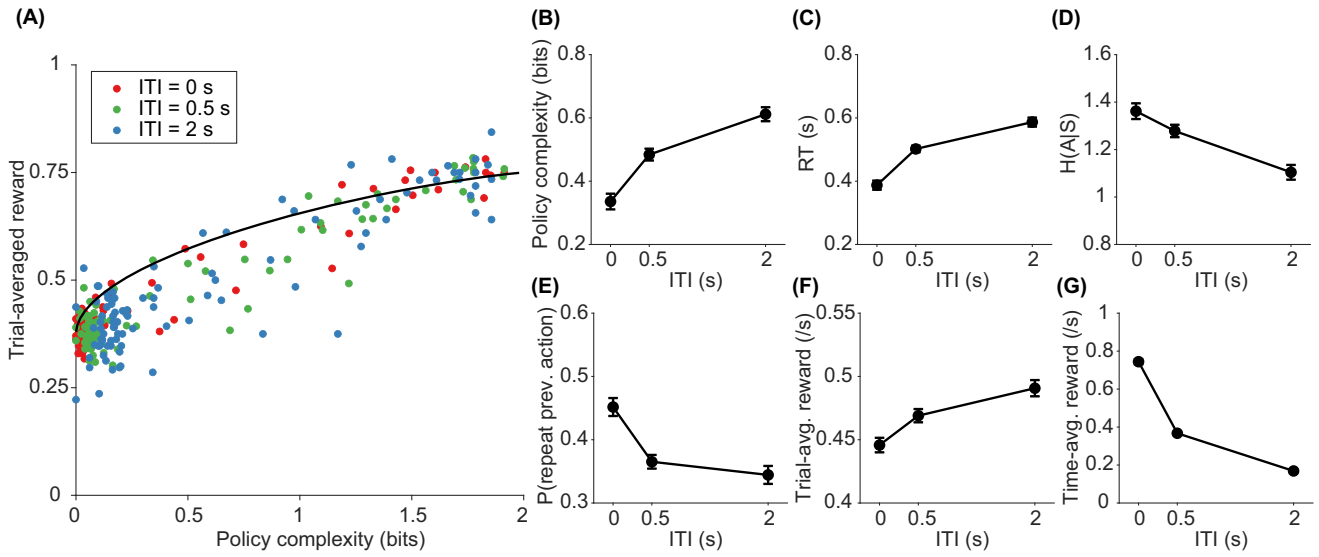 (A)
Trial-averaged reward
1
0.75
0.5
0.25
0
ITI = 0 s
ITI = 0.5 s
ITI = 2 s
0 0.5 1 1.5 2
Policy complexity (bits)
(B)
Policy complexity (bits)
0.8
0.6
0.4
0.2
0 0.5 2
ITI (s)
(C)
RT (s)
0.8
0.6
0.4
0.2
0 0.5 2
ITI (s)
(D)
H(A|S)
1.6
1.4
1.2
1
0.8
0 0.5 2
ITI (s)
(E)
P(repeat prev. action)
0.6
0.5
0.4
0.3
0 0.5 2
ITI (s)
(F)
Trial-avg. reward (/s)
0.55
0.5
0.45
0.4
0 0.5 2
ITI (s)
(G)
Time-avg. reward (/s)
1
0.8
0.6
0.4
0.2
0
0 0.5 2
ITI (s)